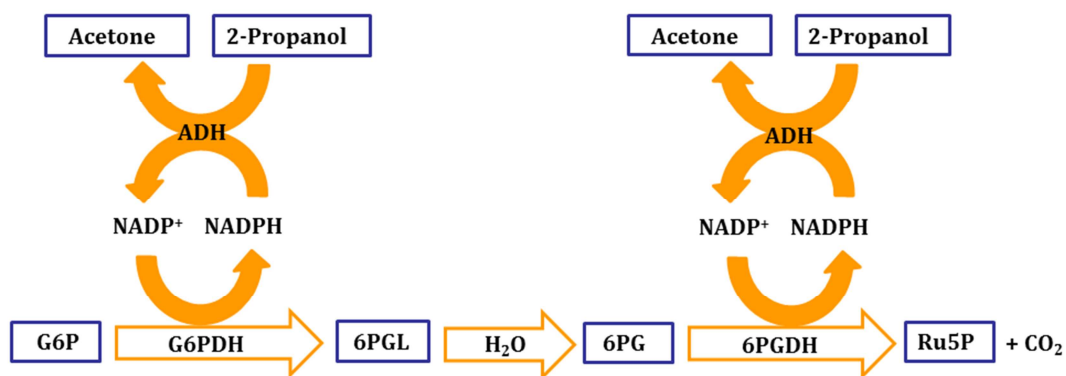 Acetone 2-Propanol Acetone 2-Propanol
ADH ADH
NADP⁺ NADPH NADP⁺ NADPH
G6P G6PDH 6PGL H₂O 6PG 6PGDH Ru5P + CO₂